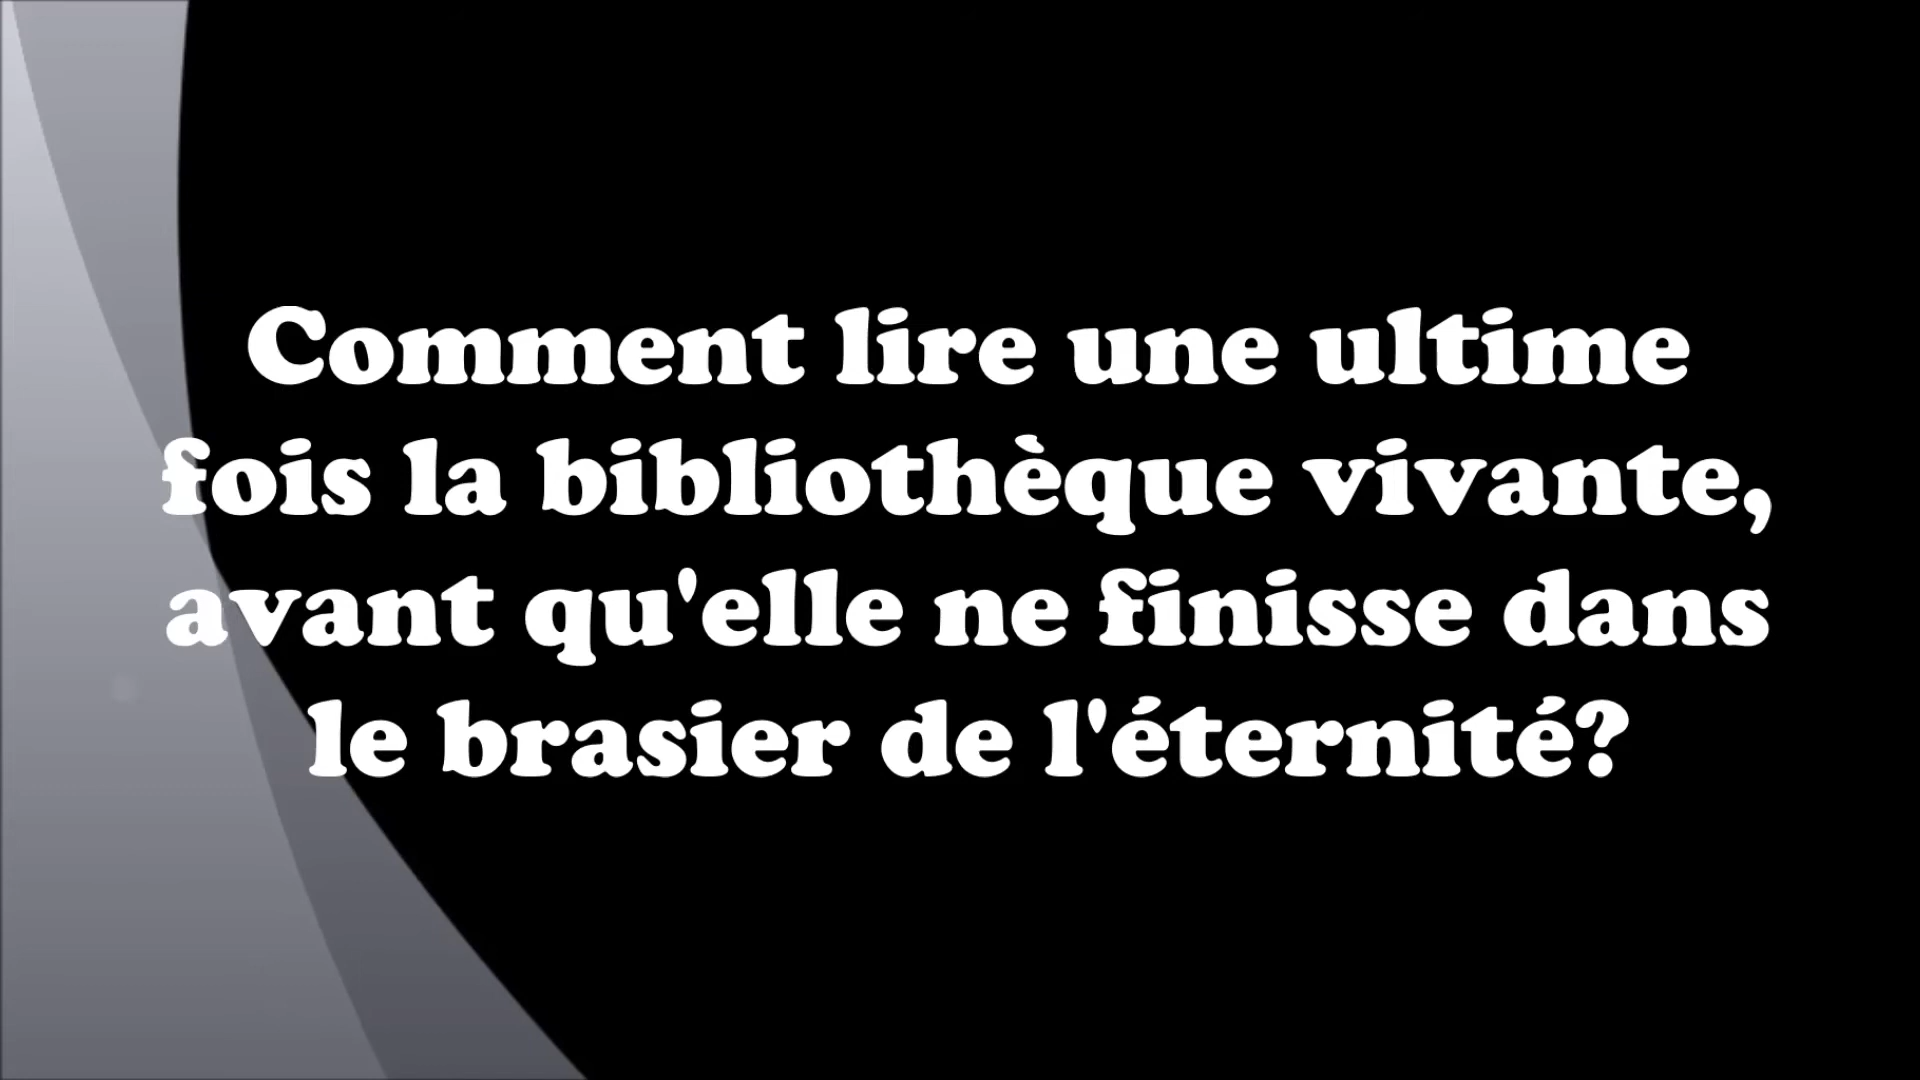 Comment lire une ultime
fois la bibliothèque vivante,
avant qu'elle ne finisse dans
le brasier de l'éternité?